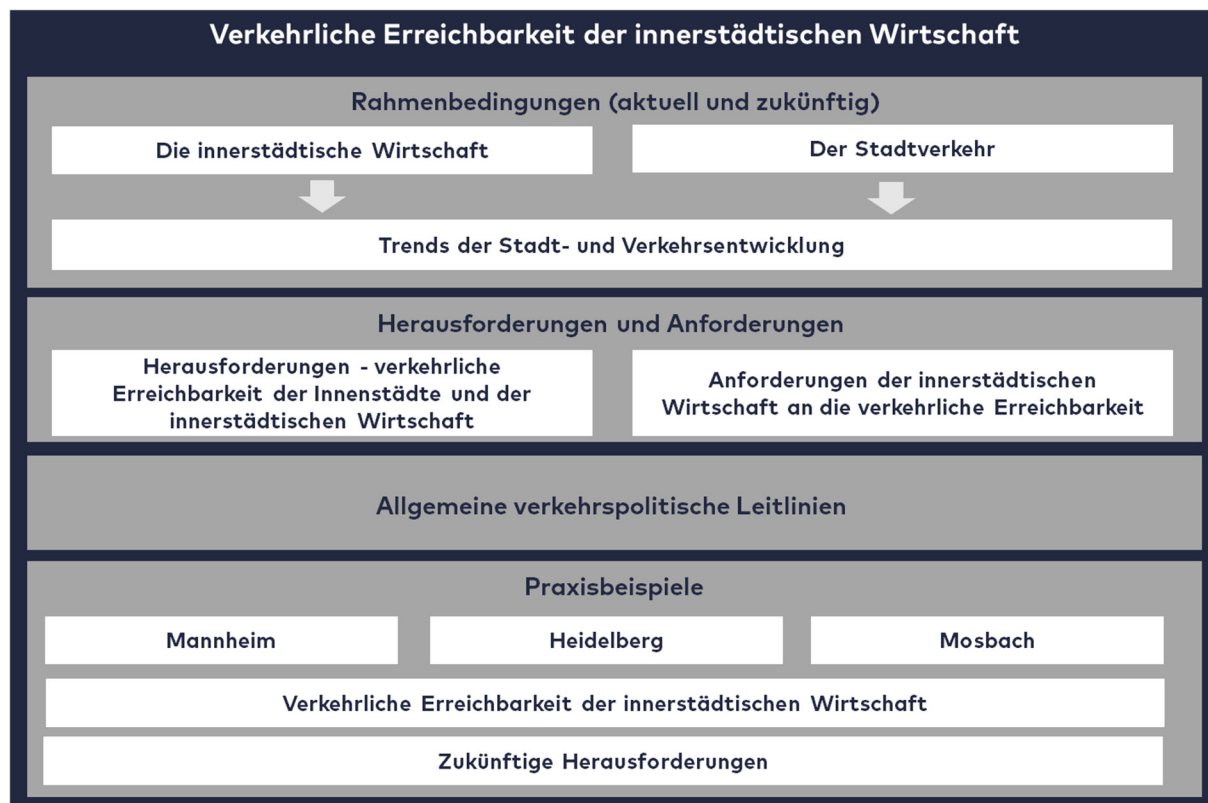 Verkehrliche Erreichbarkeit der innerstädtischen Wirtschaft
Rahmenbedingungen (aktuell und zukünftig)
Die innerstädtische Wirtschaft
Der Stadtverkehr
Trends der Stadt- und Verkehrsentwicklung
Herausforderungen und Anforderungen
Herausforderungen - verkehrliche
Erreichbarkeit der Innenstädte und der
innerstädtischen Wirtschaft
Anforderungen der innerstädtischen
Wirtschaft an die verkehrliche Erreichbarkeit
Allgemeine verkehrspolitische Leitlinien
Praxisbeispiele
Mannheim
Heidelberg
Mosbach
Verkehrliche Erreichbarkeit der innerstädtischen Wirtschaft
Zukünftige Herausforderungen